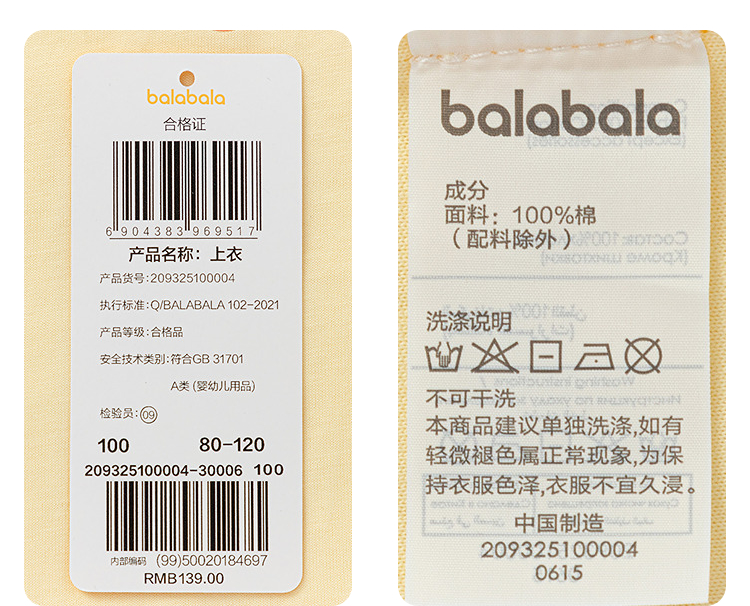 balabala
合格证
6 904383 969517
产品名称：上衣
产品货号:209325100004
执行标准: Q/BALABALA 102-2021
产品等级: 合格品
安全技术类别: 符合GB 31701
A类 (婴幼儿用品)
检验员: 09
100 80-120
209325100004-30006 100
内部编码 (99)50020184697
RMB139.00
balabala
成分
面料：100%棉
（配料除外）
洗涤说明
不可干洗
本商品建议单独洗涤,如有
轻微褪色属正常现象,为保
持衣服色泽,衣服不宜久浸。
中国制造
209325100004
0615